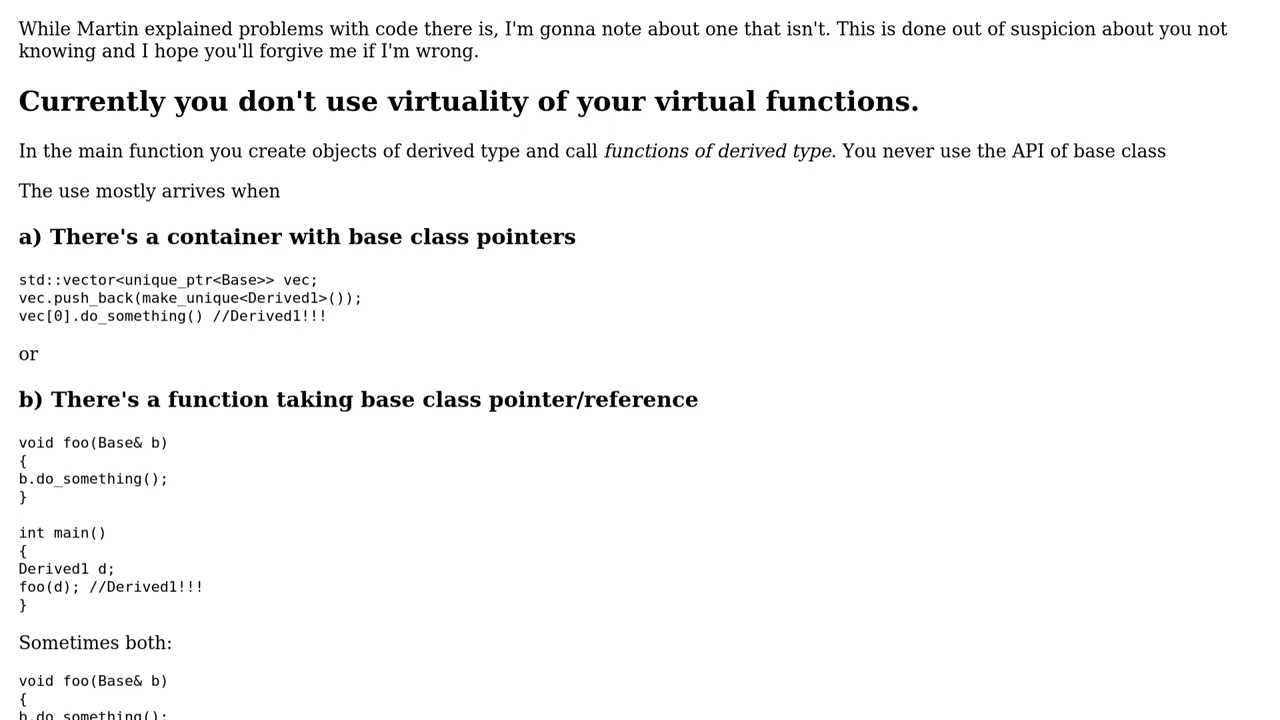 While Martin explained problems with code there is, I'm gonna note about one that isn't. This is done out of suspicion about you not
knowing and I hope you'll forgive me if I'm wrong.
Currently you don't use virtuality of your virtual functions.
In the main function you create objects of derived type and call functions of derived type. You never use the API of base class
The use mostly arrives when
a) There's a container with base class pointers
std::vector<unique_ptr<Base>> vec;
vec.push_back(make_unique<Derived1>());
vec[0].do_something() //Derived1!!!
or
b) There's a function taking base class pointer/reference
void foo(Base& b)
{
b.do_something();
}
int main()
{
Derived1 d;
foo(d); //Derived1!!!
}
Sometimes both:
void foo(Base& b)
{
b.do_something();